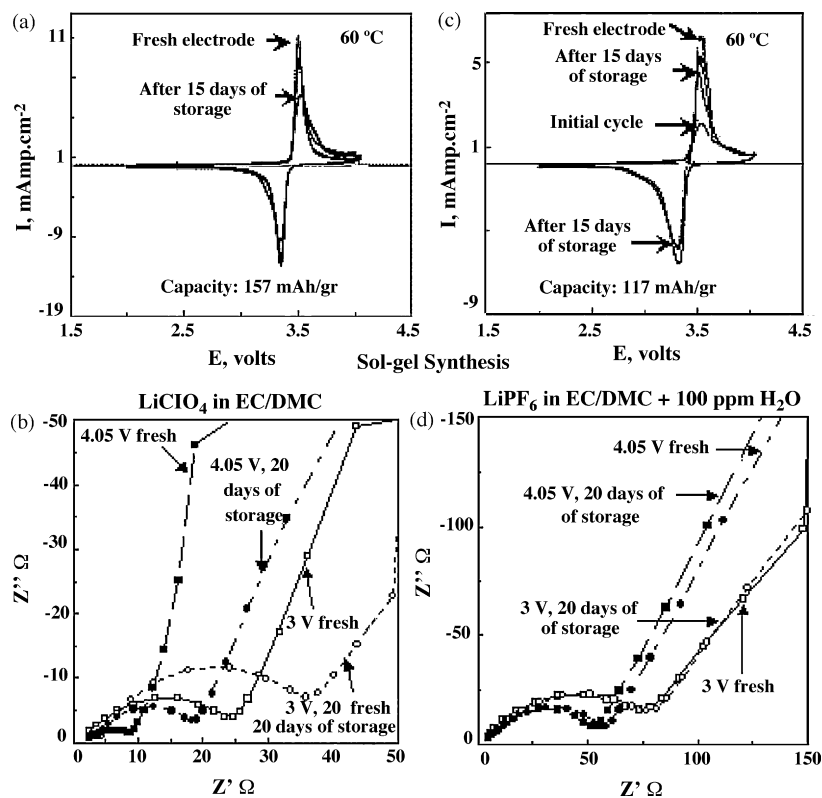 (a)
11
Fresh electrode
60 ºC
After 15 days of
storage
1
I, mAmp.cm-2
-9
Capacity: 157 mAh/gr
-19
1.5
2.5
3.5
4.5
E, volts
(c)
Fresh electrode
60 ºC
5
After 15 days
of storage
Initial cycle
1
I, mAmp.cm-2
After 15 days
of storage
Capacity: 117 mAh/gr
-9
1.5
2.5
3.5
4.5
E, volts
Sol-gel Synthesis
(b)
LiCIO4 in EC/DMC
-50
4.05 V fresh
4.05 V, 20
days of
storage
-40
-30
Z'' Ω
-20
3 V fresh
-10
3 V, 20 fresh
20 days of storage
0
0
10
20
30
40
50
Z' Ω
(d)
LiPF6 in EC/DMC + 100 ppm H2O
-150
4.05 V fresh
4.05 V, 20 days of
of storage
-100
Z'' Ω
3 V, 20 days of
of storage
-50
3 V fresh
0
0
25
50
75
100
125
150
Z' Ω